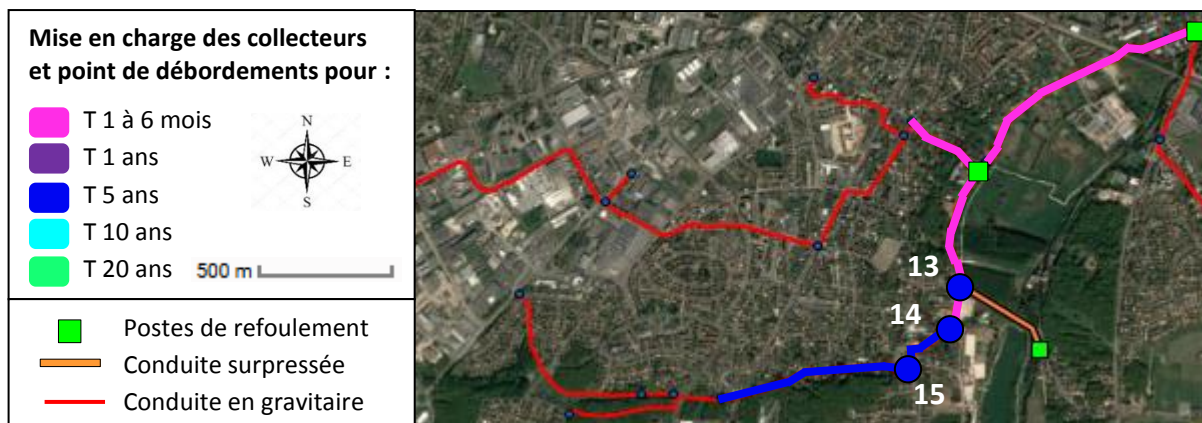 Mise en charge des collecteurs
et point de débordements pour :
T 1 à 6 mois
T 1 ans
T 5 ans
T 10 ans
T 20 ans
N
W E
S
500 m
Postes de refoulement
Conduite surpressée
Conduite en gravitaire
13
14
15